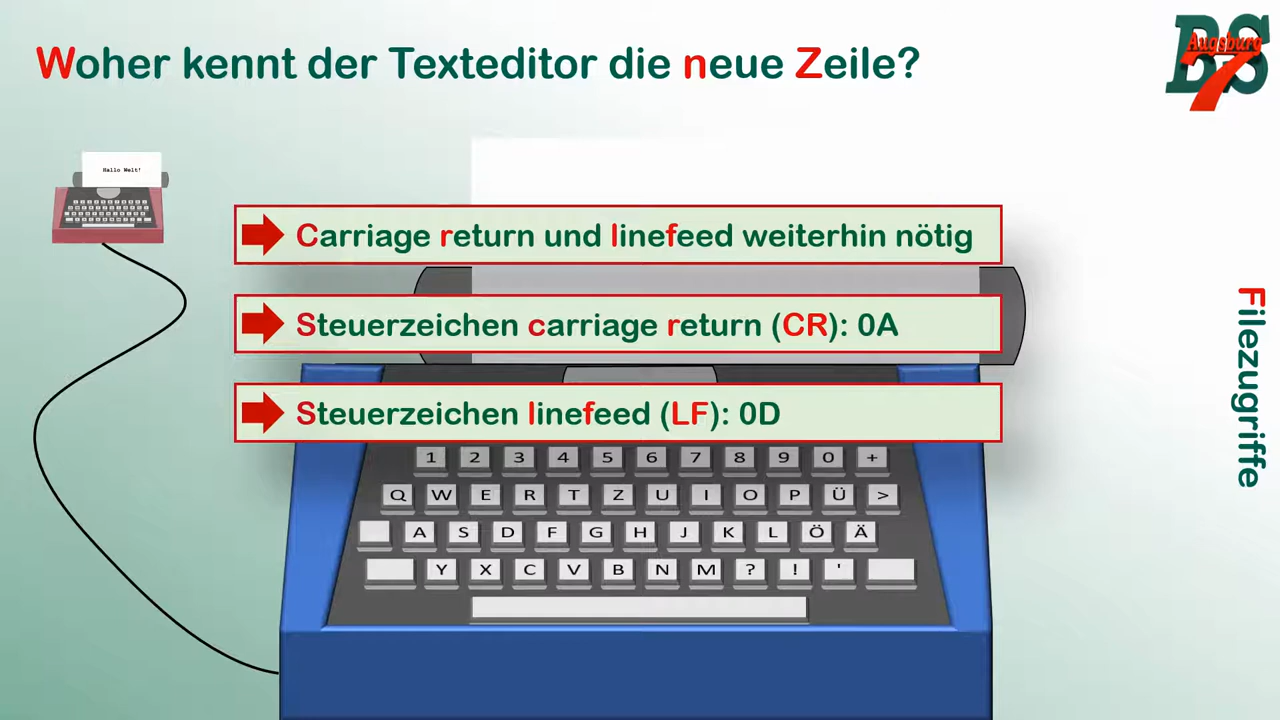 Woher kennt der Texteditor die neue Zeile?
BS
Augsburg
7
Hallo Welt!
Carriage return und linefeed weiterhin nötig
Steuerzeichen carriage return (CR): 0A
Steuerzeichen linefeed (LF): 0D
Filezugriffe
1 2 3 4 5 6 7 8 9 0 +
Q W E R T Z U I O P Ü >
A S D F G H J K L Ö Ä
Y X C V B N M ? ! '